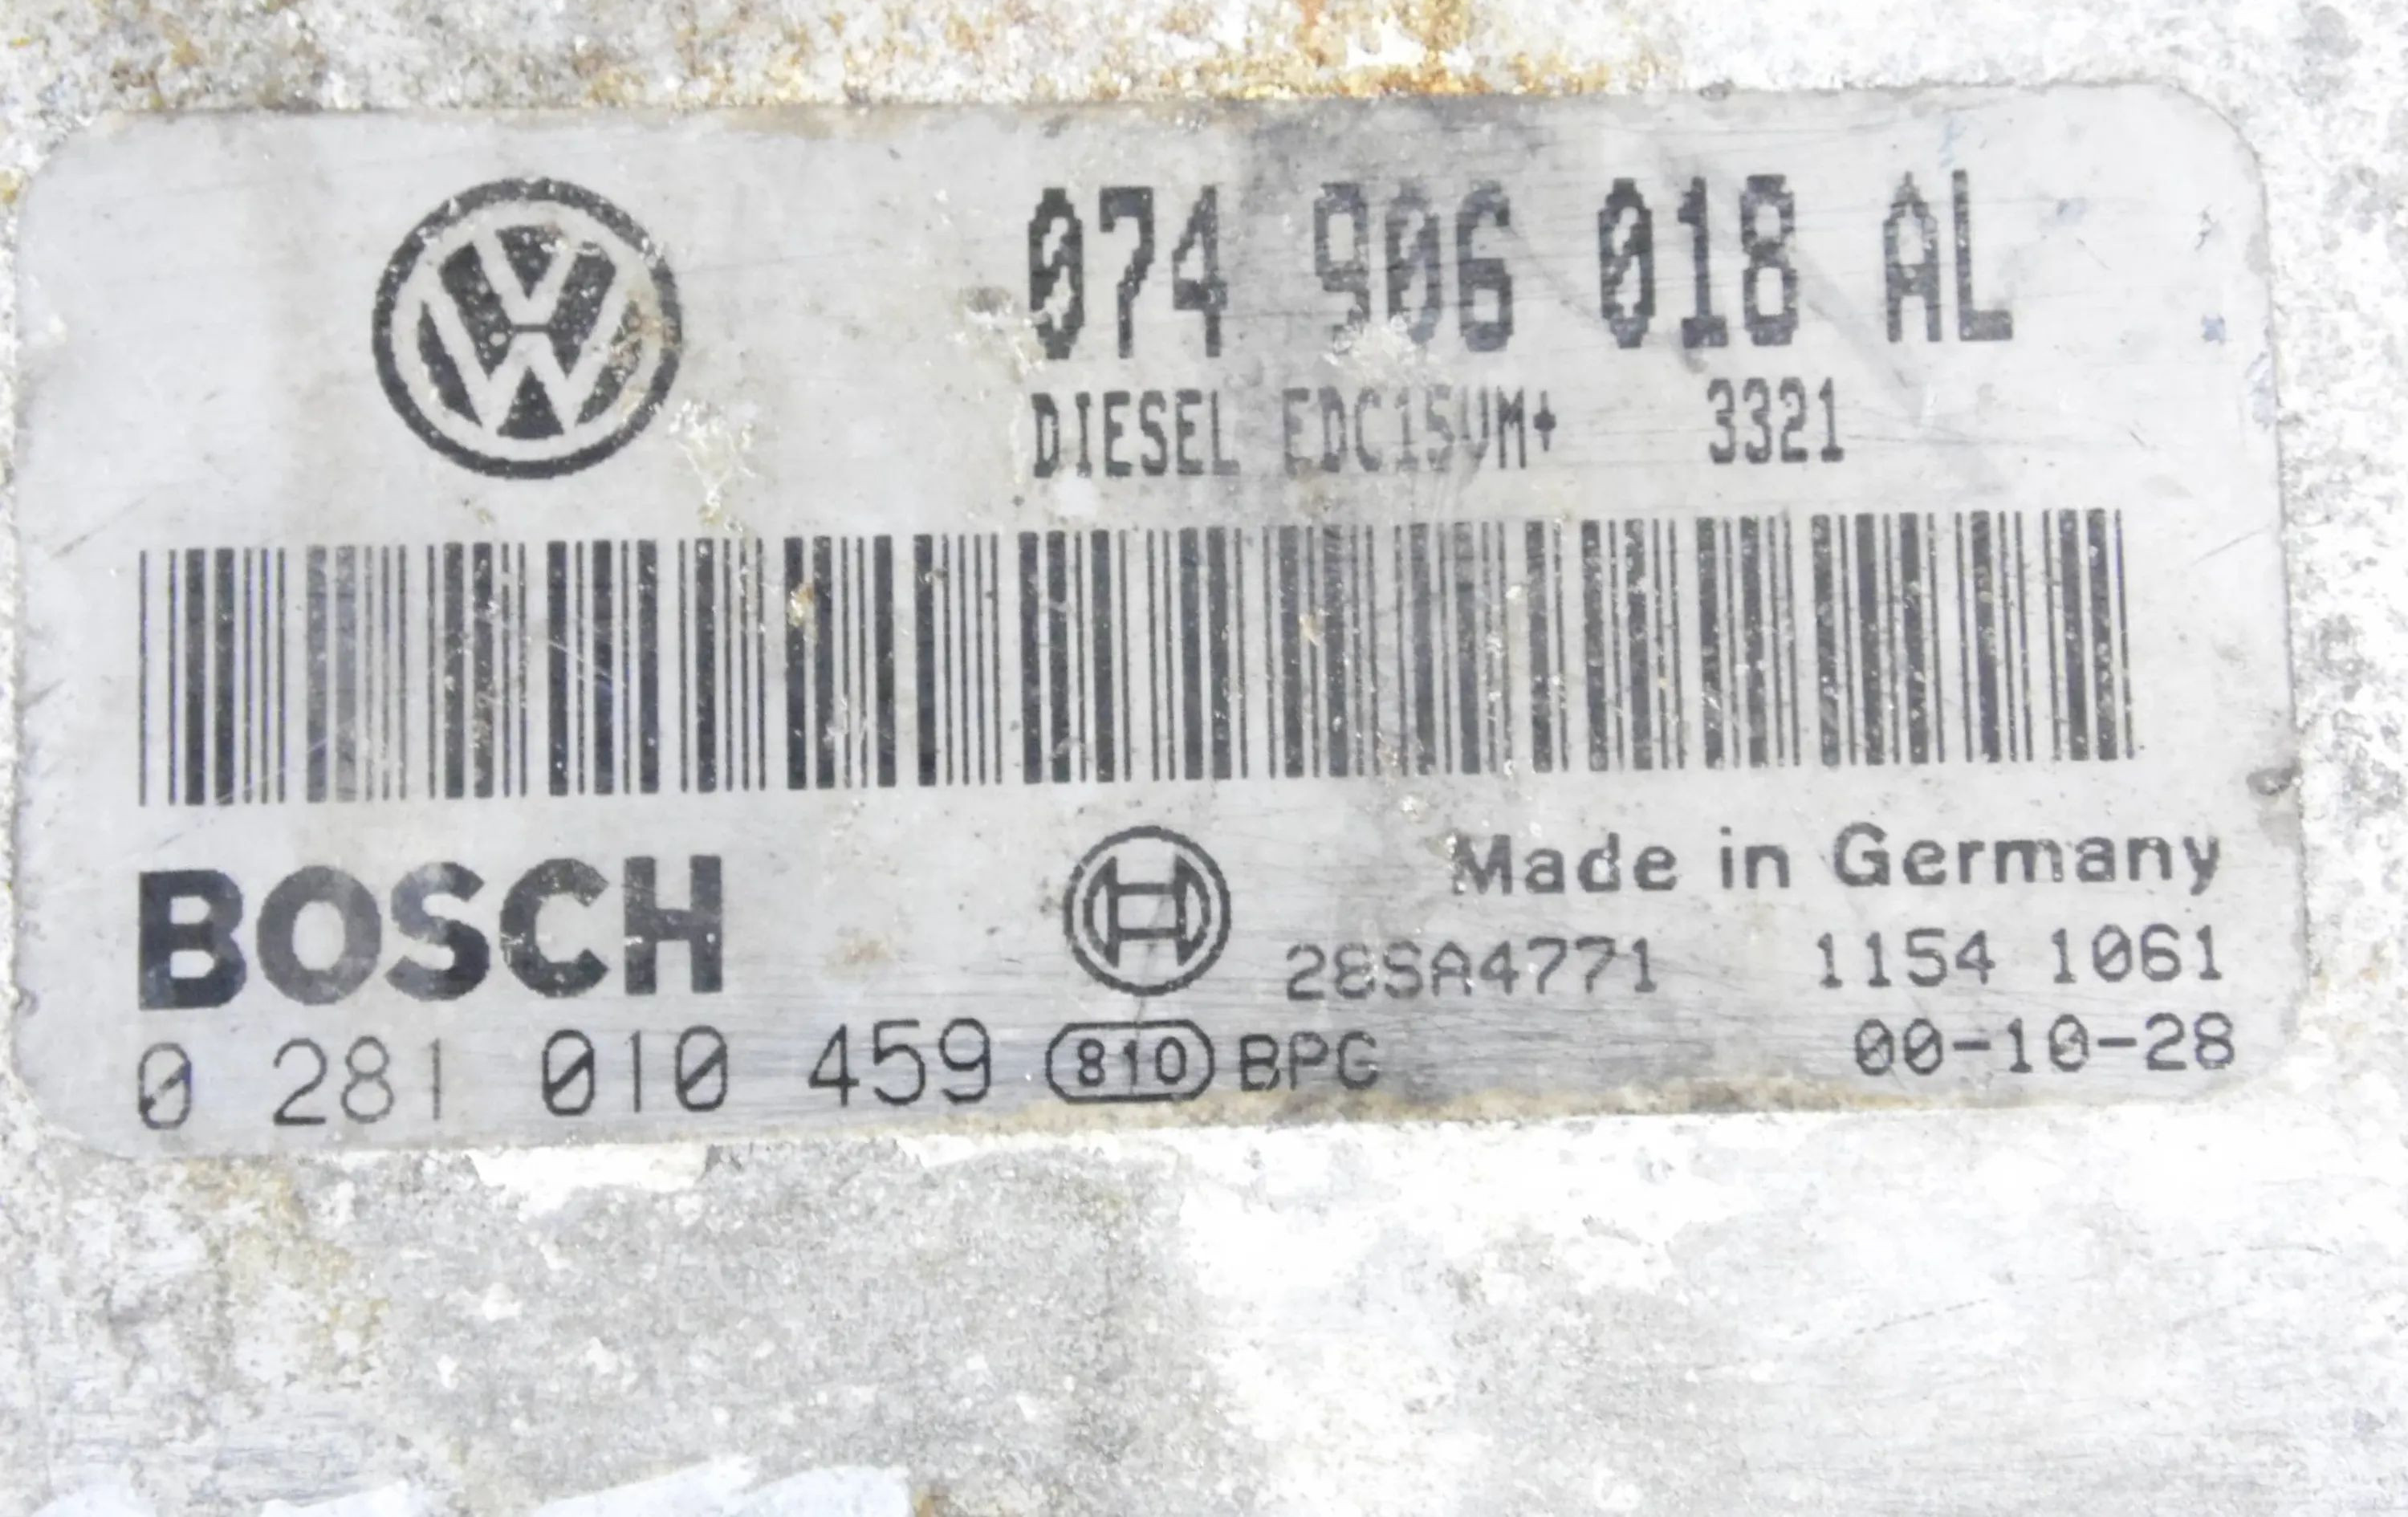 074 906 018 AL
DIESEL EDC15VM+ 3321
BOSCH Made in Germany
28SA4771 1154 1061
0 281 010 459 810 BPC 00-10-28